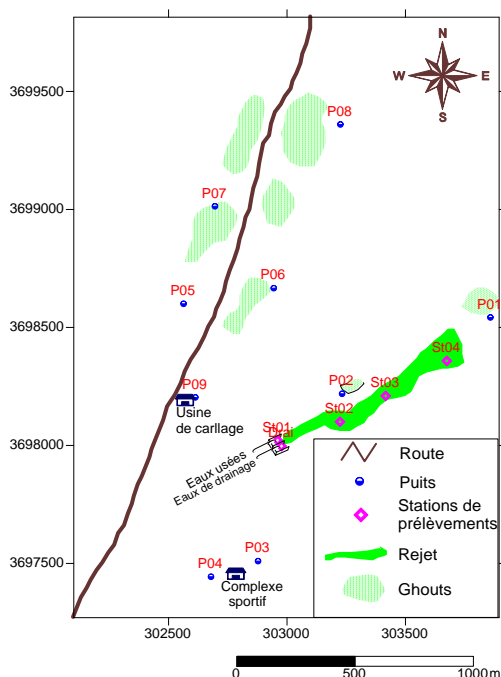 N
W E
S
3699500
3699000
3698500
3698000
3697500
P08
P07
P06
P05
P01
St04
P02
St03
P09
St02
St01
Drai
Usine
de carllage
Eaux usées
Eaux de drainage
P03
P04
Complexe
sportif
Route
Puits
Stations de
prélèvements
Rejet
Ghouts
302500 303000 303500
0 500 1000 m